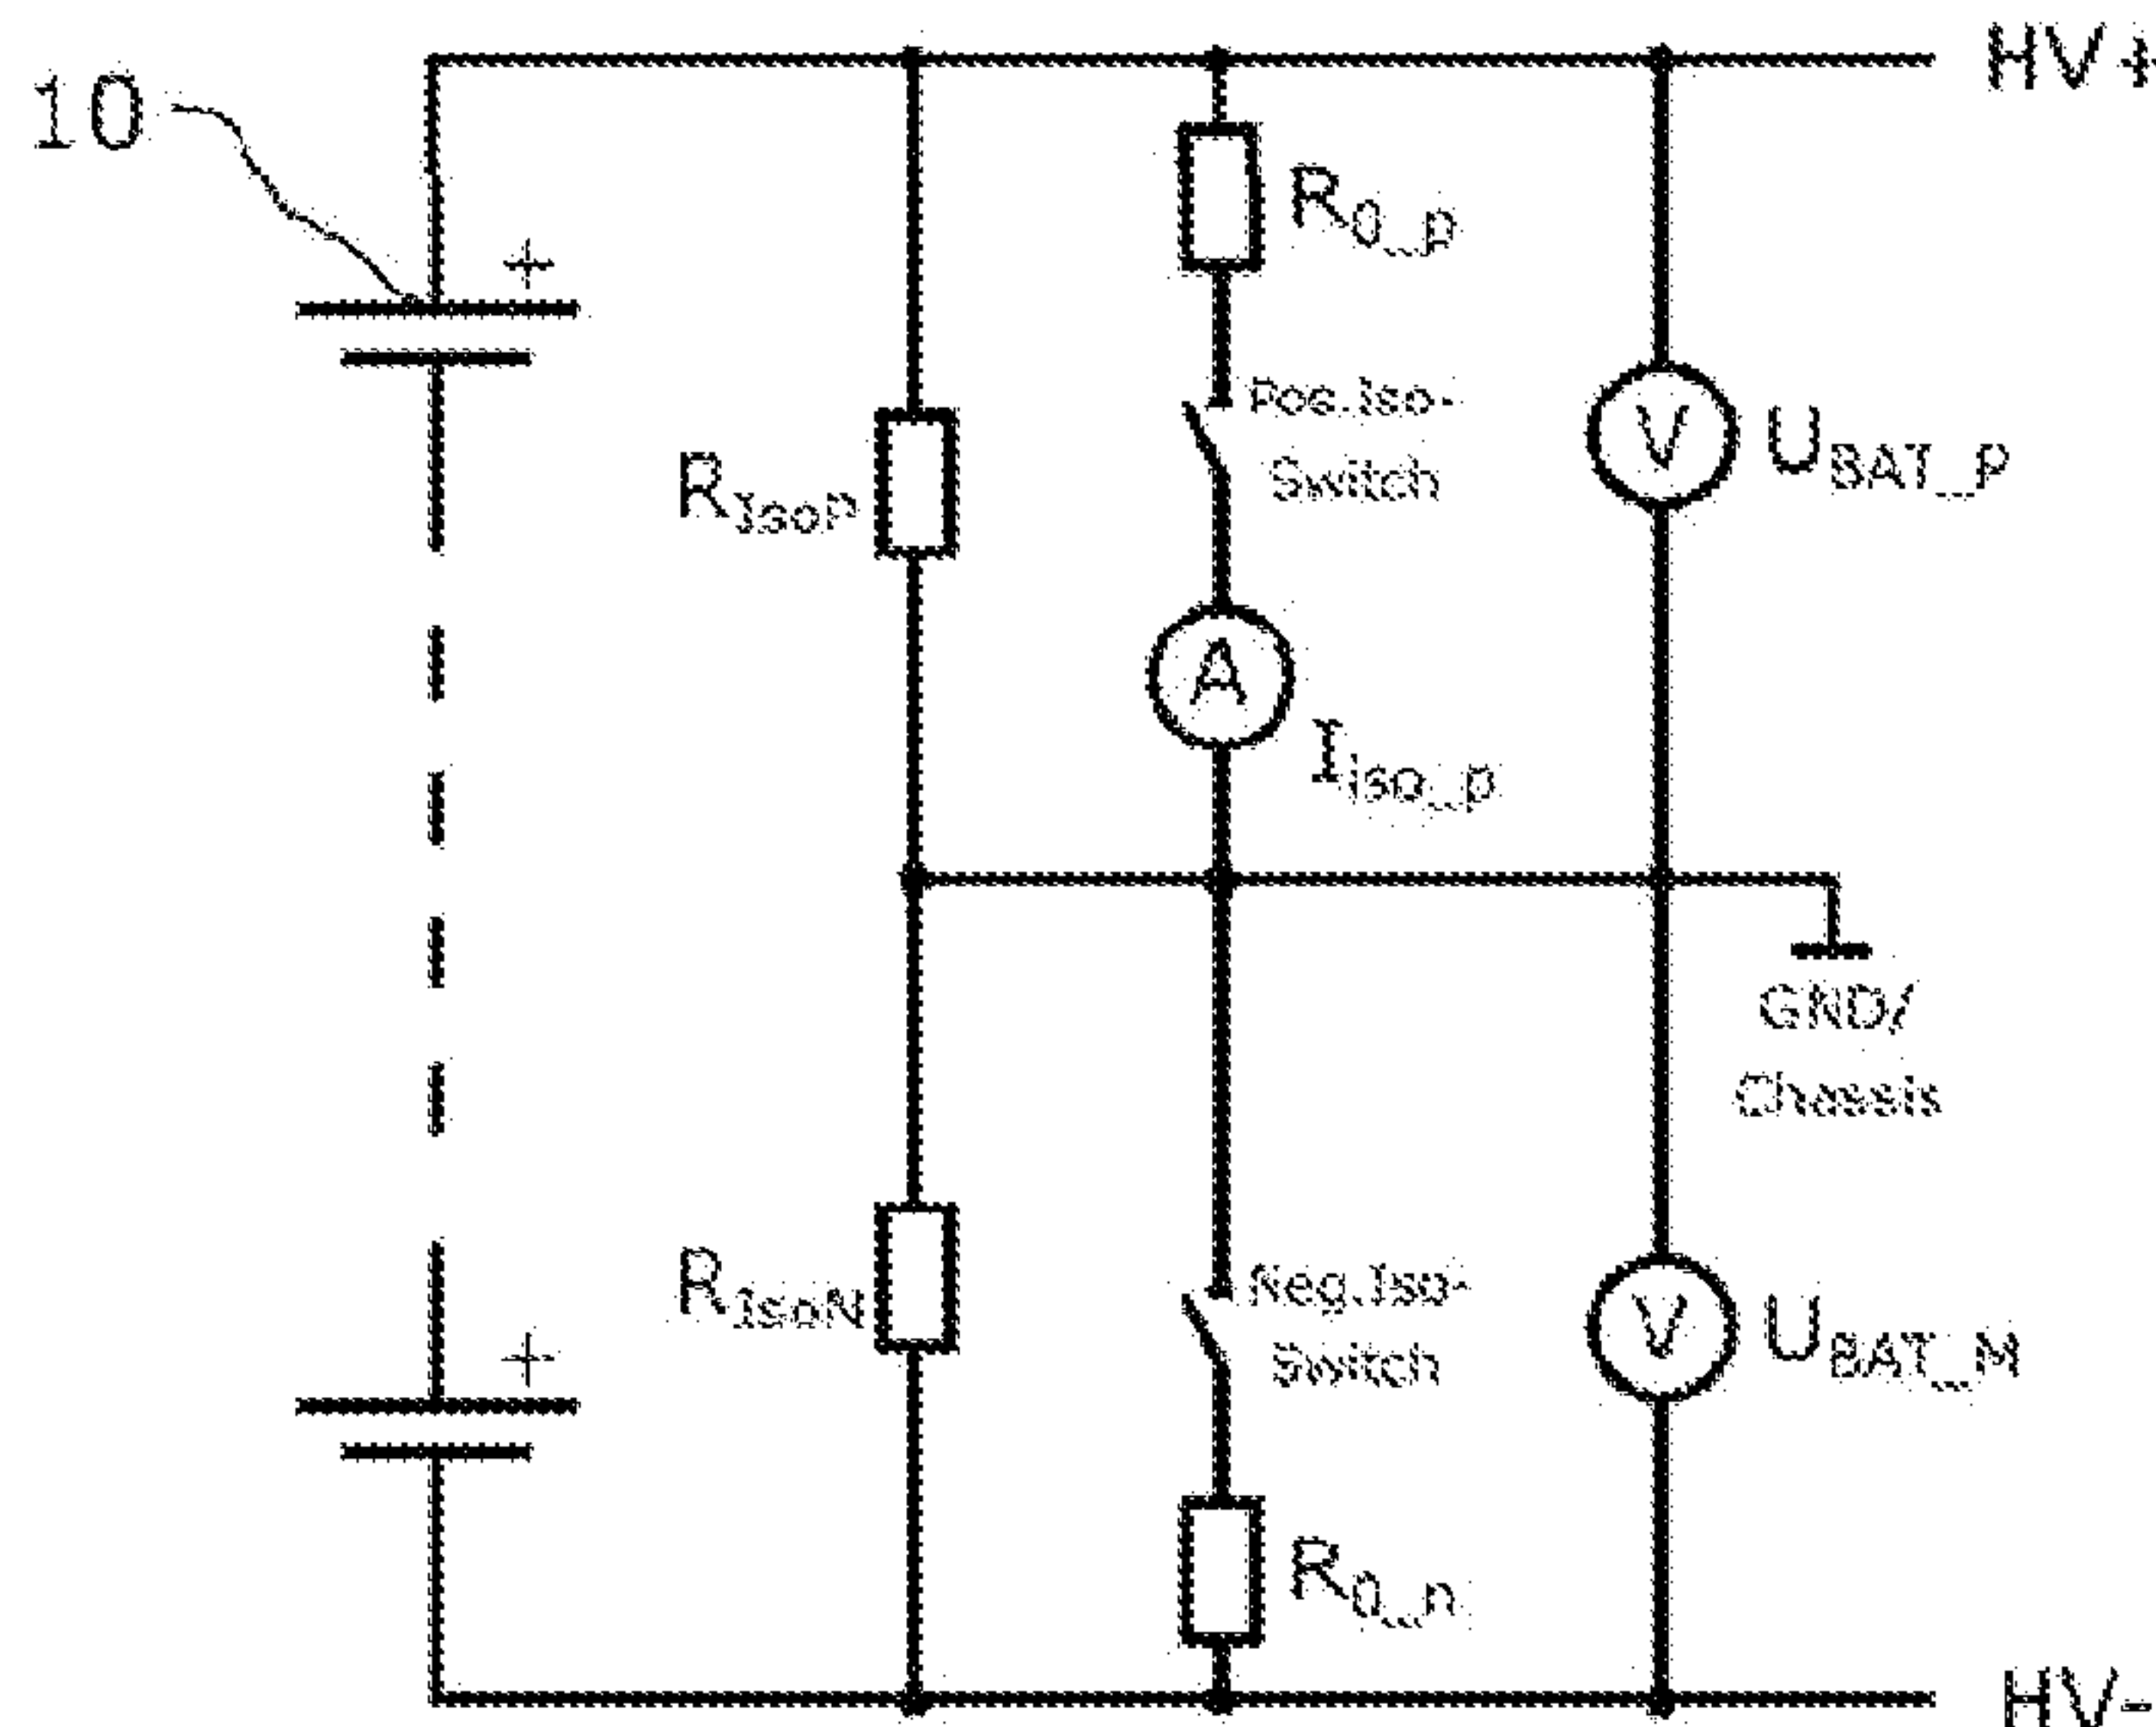 HV+
10
+
R0_p
Pos.Iso-
Switch
V
UBAT_P
RIsoP
A
Iiso_p
GND/
Chassis
RIsoN
Neg.Iso-
Switch
V
UBAT_M
+
R0_n
HV-